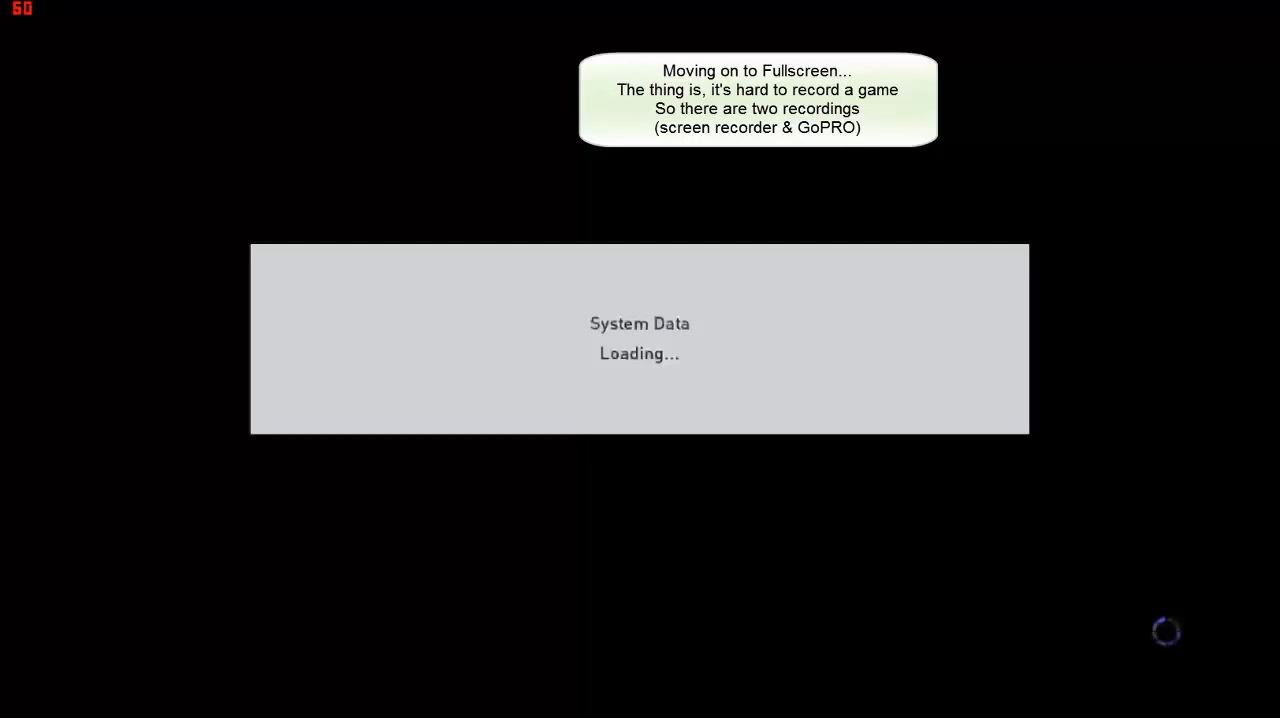 60
Moving on to Fullscreen...
The thing is, it's hard to record a game
So there are two recordings
(screen recorder & GoPRO)
System Data
Loading...